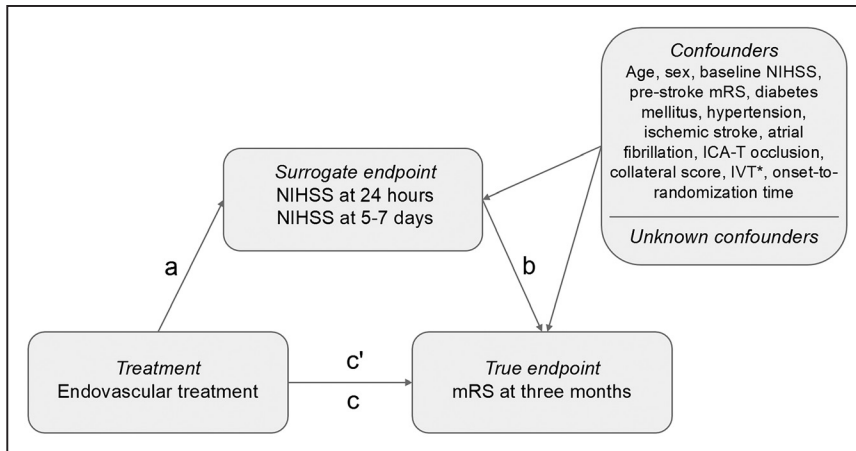 Confounders
Age, sex, baseline NIHSS,
pre-stroke mRS, diabetes
mellitus, hypertension,
ischemic stroke, atrial
fibrillation, ICA-T occlusion,
collateral score, IVT*, onset-to-
randomization time
Unknown confounders
Surrogate endpoint
NIHSS at 24 hours
NIHSS at 5-7 days
a
b
Treatment
Endovascular treatment
c'
c
True endpoint
mRS at three months